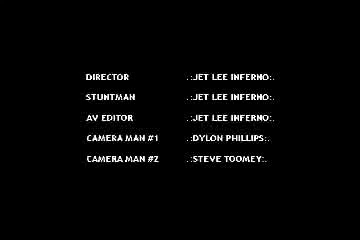 DIRECTOR .:JET LEE INFERNO:.
STUNTMAN .:JET LEE INFERNO:.
AV EDITOR .:JET LEE INFERNO:.
CAMERA MAN #1 .:DYLON PHILLIPS:.
CAMERA MAN #2 .:STEVE TOOMEY:.